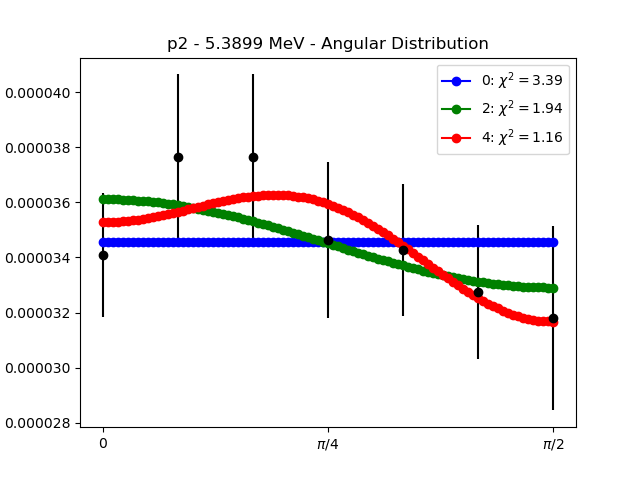 p2 - 5.3899 MeV - Angular Distribution
0: χ² = 3.39
2: χ² = 1.94
4: χ² = 1.16
0.000040
0.000038
0.000036
0.000034
0.000032
0.000030
0.000028
0 π/4 π/2